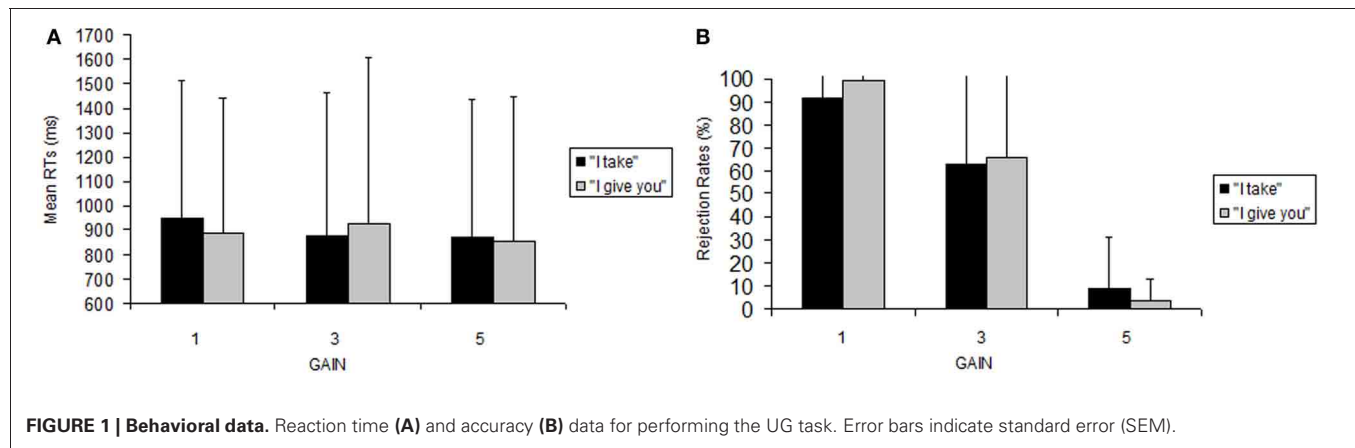 A
1700
1600
1500
1400
1300
1200
1100
1000
900
800
700
600
Mean RTs (ms)
1 3 5
GAIN
"I take"
"I give you"
B
100
90
80
70
60
50
40
30
20
10
0
Rejection Rates (%)
1 3 5
GAIN
"I take"
"I give you"
FIGURE 1 | Behavioral data. Reaction time (A) and accuracy (B) data for performing the UG task. Error bars indicate standard error (SEM).